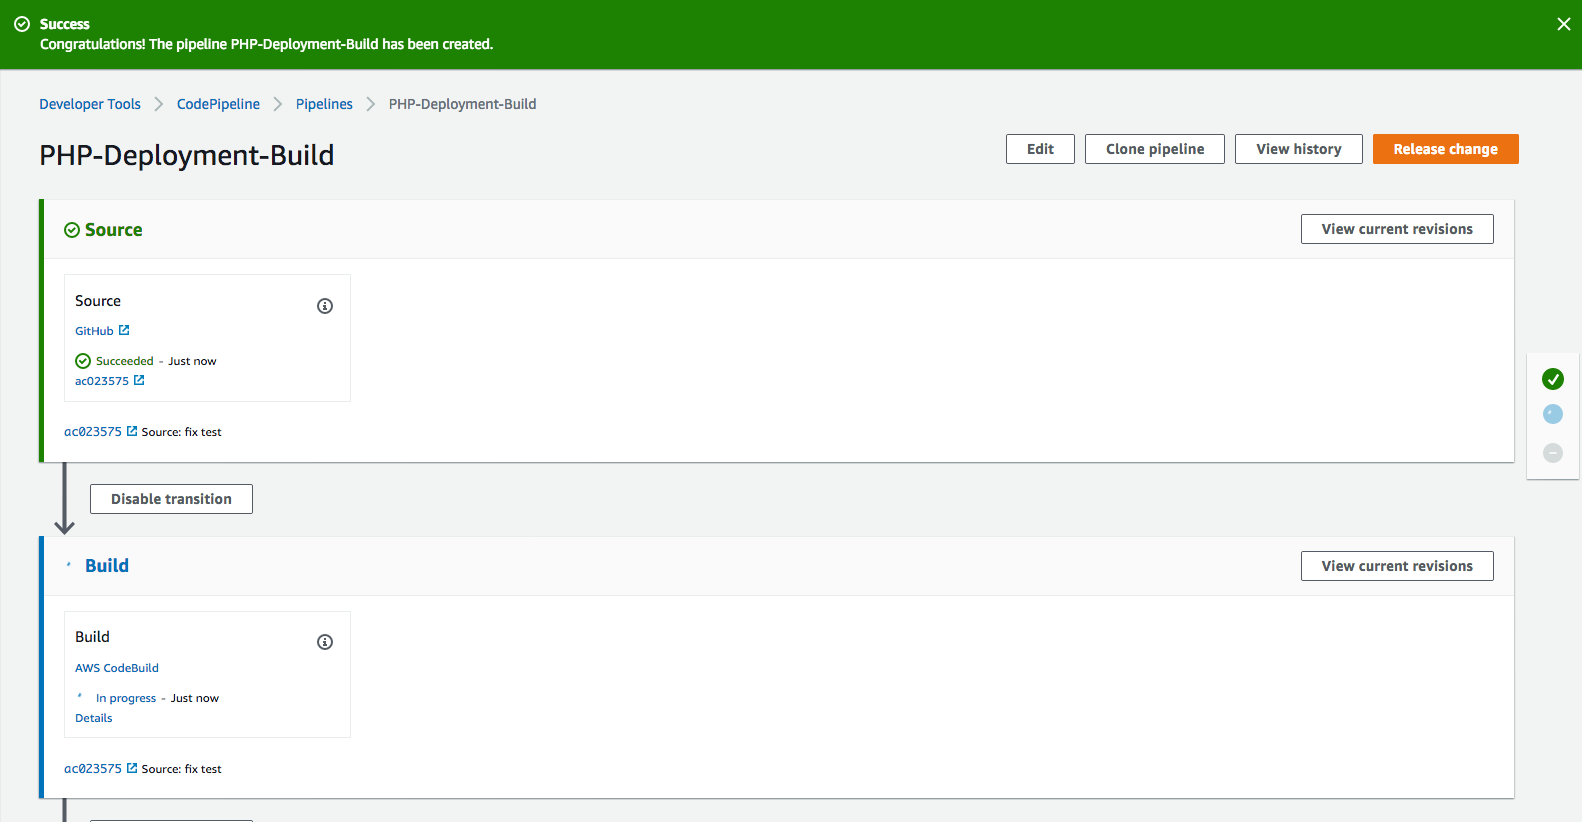 Success
Congratulations! The pipeline PHP-Deployment-Build has been created.
Developer Tools > CodePipeline > Pipelines > PHP-Deployment-Build
PHP-Deployment-Build
Edit
Clone pipeline
View history
Release change
Source
View current revisions
Source
GitHub
Succeeded - Just now
ac023575
ac023575 Source: fix test
Disable transition
Build
View current revisions
Build
AWS CodeBuild
In progress - Just now
Details
ac023575 Source: fix test